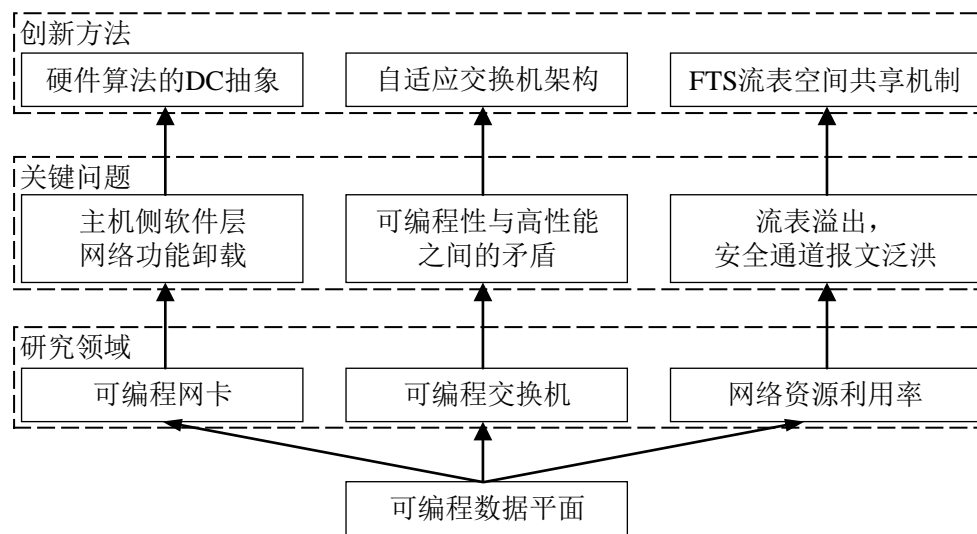 创新方法
硬件算法的DC抽象
自适应交换机架构
FTS流表空间共享机制
关键问题
主机侧软件层
网络功能卸载
可编程性与高性能
之间的矛盾
流表溢出，
安全通道报文泛洪
研究领域
可编程网卡
可编程交换机
网络资源利用率
可编程数据平面